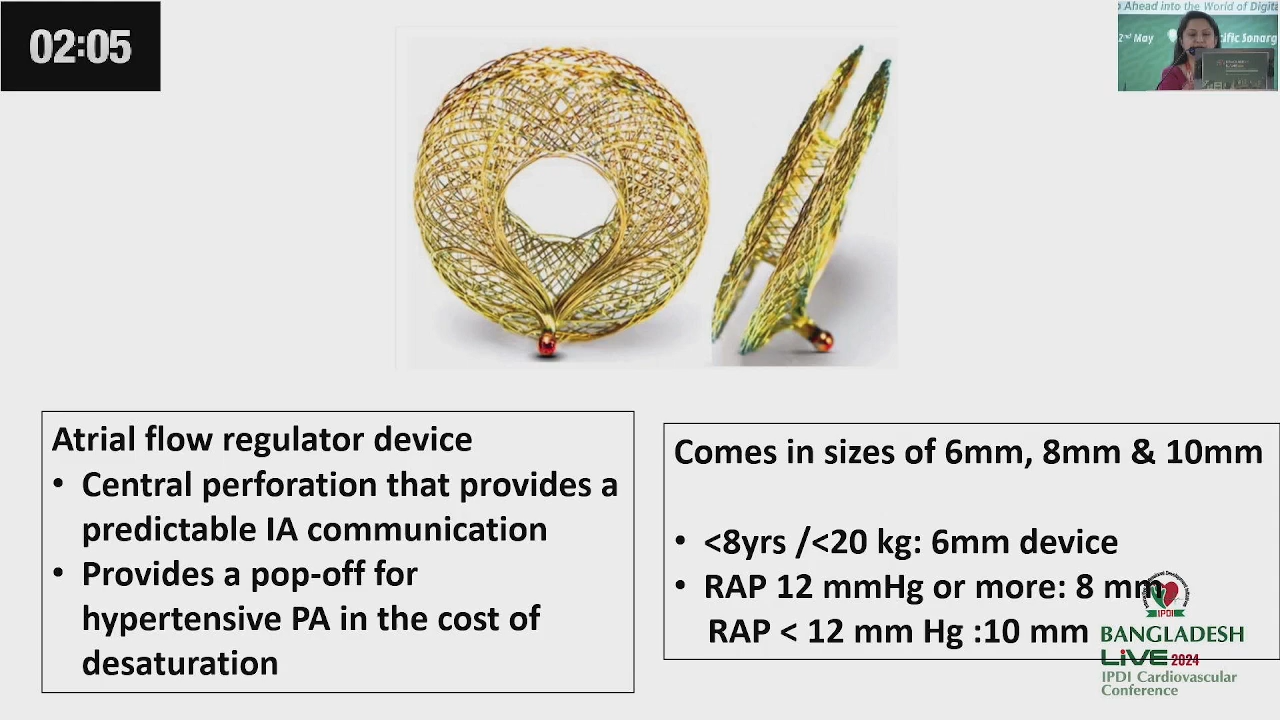 02:05
o Ahead into the World of Digita
2nd May
cific Sonarg
Atrial flow regulator device
• Central perforation that provides a
predictable IA communication
• Provides a pop-off for
hypertensive PA in the cost of
desaturation
Comes in sizes of 6mm, 8mm & 10mm
• <8yrs /<20 kg: 6mm device
• RAP 12 mmHg or more: 8 mm
RAP < 12 mm Hg :10 mm
IPDI
BANGLADESH
LiVE 2024
IPDI Cardiovascular
Conference